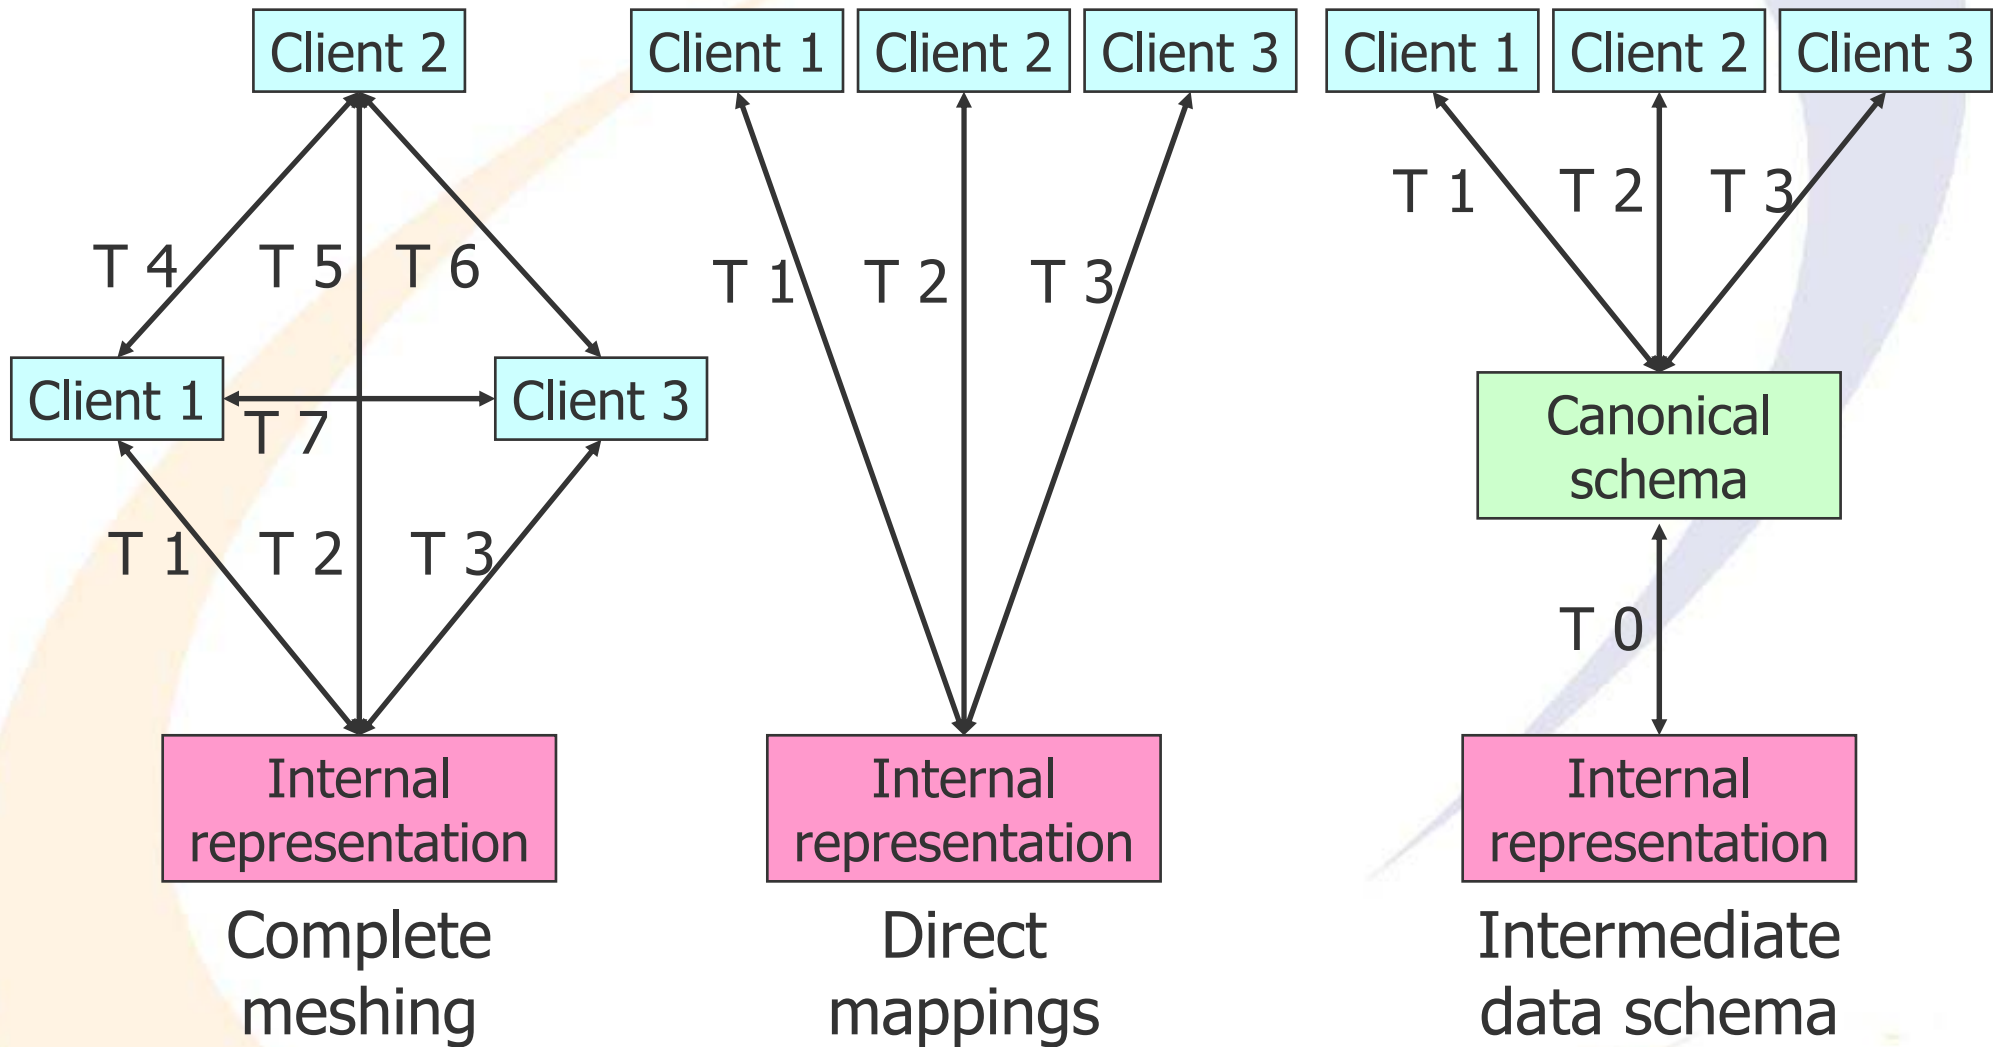 Client 2
T 4
T 5
T 6
Client 1
Client 3
T 7
T 1
T 2
T 3
Internal
representation
Complete
meshing
Client 1
Client 2
Client 3
T 1
T 2
T 3
Internal
representation
Direct
mappings
Client 1
Client 2
Client 3
T 1
T 2
T 3
Canonical
schema
T 0
Internal
representation
Intermediate
data schema